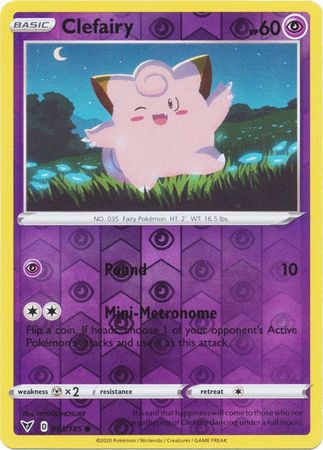 BASIC
Clefairy
HP60
NO. 035 Fairy Pokémon HT: 2' WT: 16.5 lbs.
Round 10
Mini-Metronome
Flip a coin. If heads, choose 1 of your opponent's Active
Pokémon's attacks and use it as this attack.
weakness ×2 resistance retreat
Illus. HYOGONOSUKE
D /185
It is said that happiness will come to those who see
a gathering of Clefairy dancing under a full moon.
©2020 Pokémon / Nintendo / Creatures / GAME FREAK